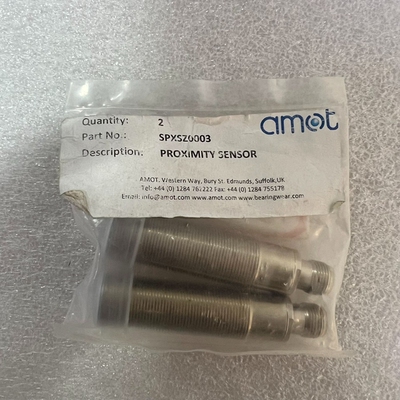 amot
Quantity: 2
Part No.: SPXSZ0003
Description: PROXIMITY SENSOR
AMOT, Western Way, Bury St. Edmunds, Suffolk, UK
Tel: +44 (0) 1284 762222 Fax: +44 (0) 1284 755178
Email: info@amot.com www.amot.com www.bearingwear.com